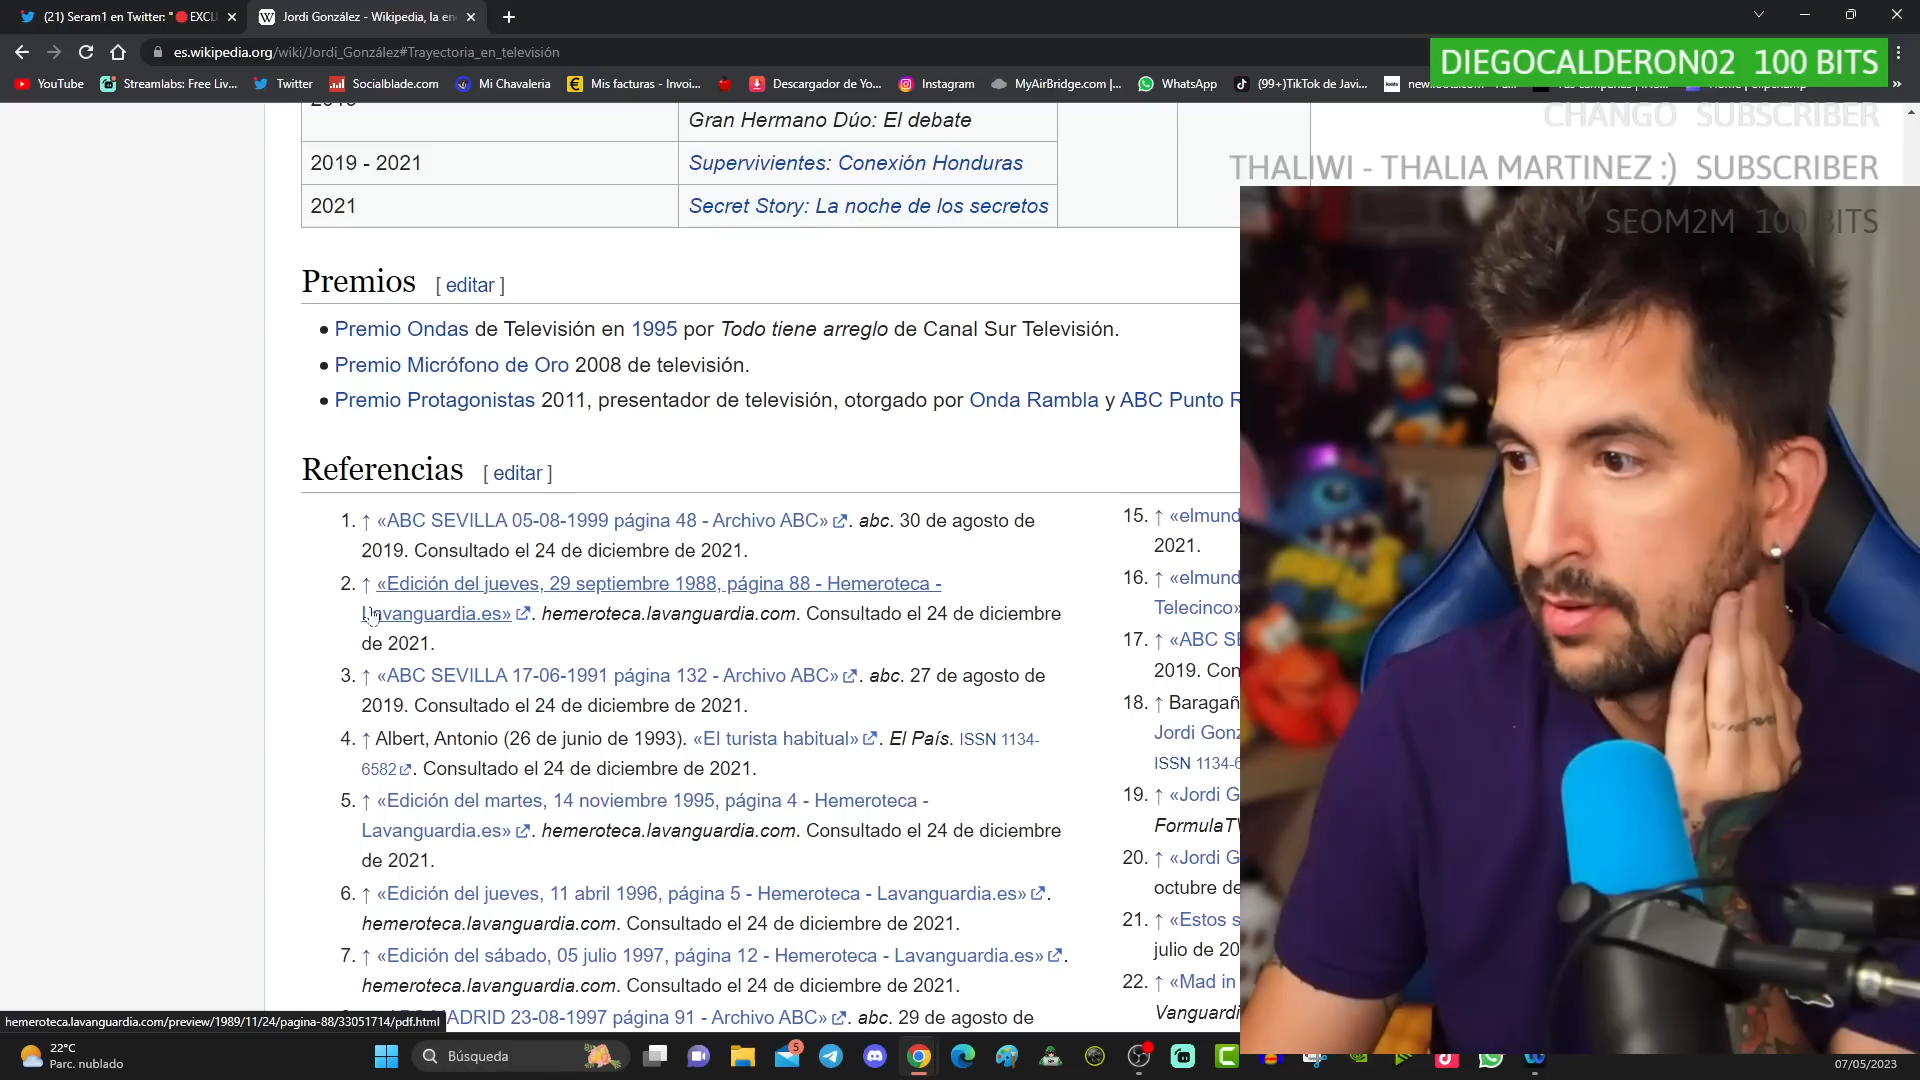 (21) Seram1 en Twitter: "
Jordi González - Wikipedia, la en
es.wikipedia.org/wiki/Jordi_González#Trayectoria_en_televisión
YouTube
Streamlabs: Free Liv...
Twitter
Socialblade.com
Mi Chavaleria
Mis facturas - Invoi...
Descargador de Yo...
Instagram
MyAirBridge.com |...
WhatsApp
(99+)TikTok de Javi...
DIEGOCALDERON02 100 BITS
CHANGO SUBSCRIBER
THALIWI - THALIA MARTINEZ :) SUBSCRIBER
SEOM2M 100 BITS
Gran Hermano Dúo: El debate
2019 - 2021 Supervivientes: Conexión Honduras
2021 Secret Story: La noche de los secretos
Premios [ editar ]
Premio Ondas de Televisión en 1995 por Todo tiene arreglo de Canal Sur Televisión.
Premio Micrófono de Oro 2008 de televisión.
Premio Protagonistas 2011, presentador de televisión, otorgado por Onda Rambla y ABC Punto R
Referencias [ editar ]
1. ↑ «ABC SEVILLA 05-08-1999 página 48 - Archivo ABC». abc. 30 de agosto de
2019. Consultado el 24 de diciembre de 2021.
2. ↑ «Edición del jueves, 29 septiembre 1988, página 88 - Hemeroteca -
Lavanguardia.es». hemeroteca.lavanguardia.com. Consultado el 24 de diciembre
de 2021.
3. ↑ «ABC SEVILLA 17-06-1991 página 132 - Archivo ABC». abc. 27 de agosto de
2019. Consultado el 24 de diciembre de 2021.
4. ↑ Albert, Antonio (26 de junio de 1993). «El turista habitual». El País. ISSN 1134-
6582. Consultado el 24 de diciembre de 2021.
5. ↑ «Edición del martes, 14 noviembre 1995, página 4 - Hemeroteca -
Lavanguardia.es». hemeroteca.lavanguardia.com. Consultado el 24 de diciembre
de 2021.
6. ↑ «Edición del jueves, 11 abril 1996, página 5 - Hemeroteca - Lavanguardia.es».
hemeroteca.lavanguardia.com. Consultado el 24 de diciembre de 2021.
7. ↑ «Edición del sábado, 05 julio 1997, página 12 - Hemeroteca - Lavanguardia.es».
hemeroteca.lavanguardia.com. Consultado el 24 de diciembre de 2021.
MADRID 23-08-1997 página 91 - Archivo ABC». abc. 29 de agosto de
15. ↑ «elmund
2021.
16. ↑ «elmund
Telecinco»
17. ↑ «ABC SE
2019. Con
18. ↑ Baragañ
Jordi Gonz
ISSN 1134-6
19. ↑ «Jordi G
FormulaTV
20. ↑ «Jordi G
octubre de
21. ↑ «Estos s
julio de 20
22. ↑ «Mad in
Vanguardi
hemeroteca.lavanguardia.com/preview/1989/11/24/pagina-88/33051714/pdf.html
22°C
Parc. nublado
Búsqueda
5
07/05/2023